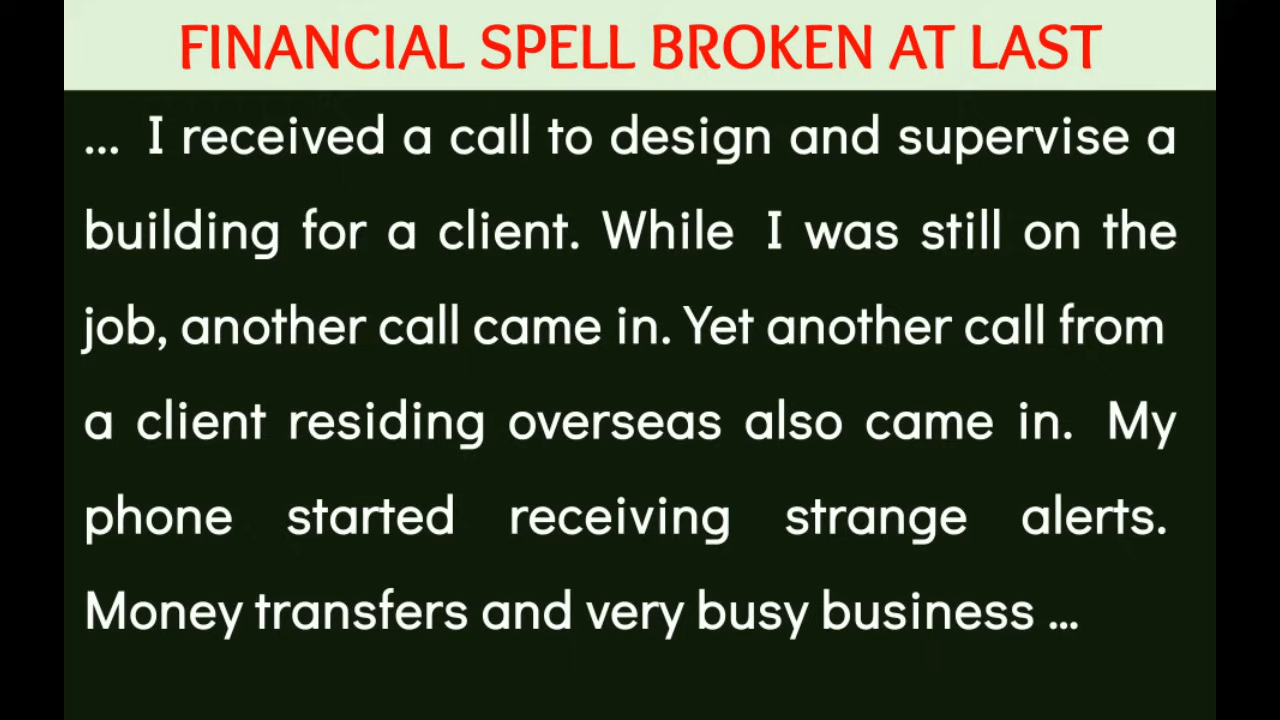 FINANCIAL SPELL BROKEN AT LAST
... I received a call to design and supervise a
building for a client. While I was still on the
job, another call came in. Yet another call from
a client residing overseas also came in. My
phone started receiving strange alerts.
Money transfers and very busy business ...